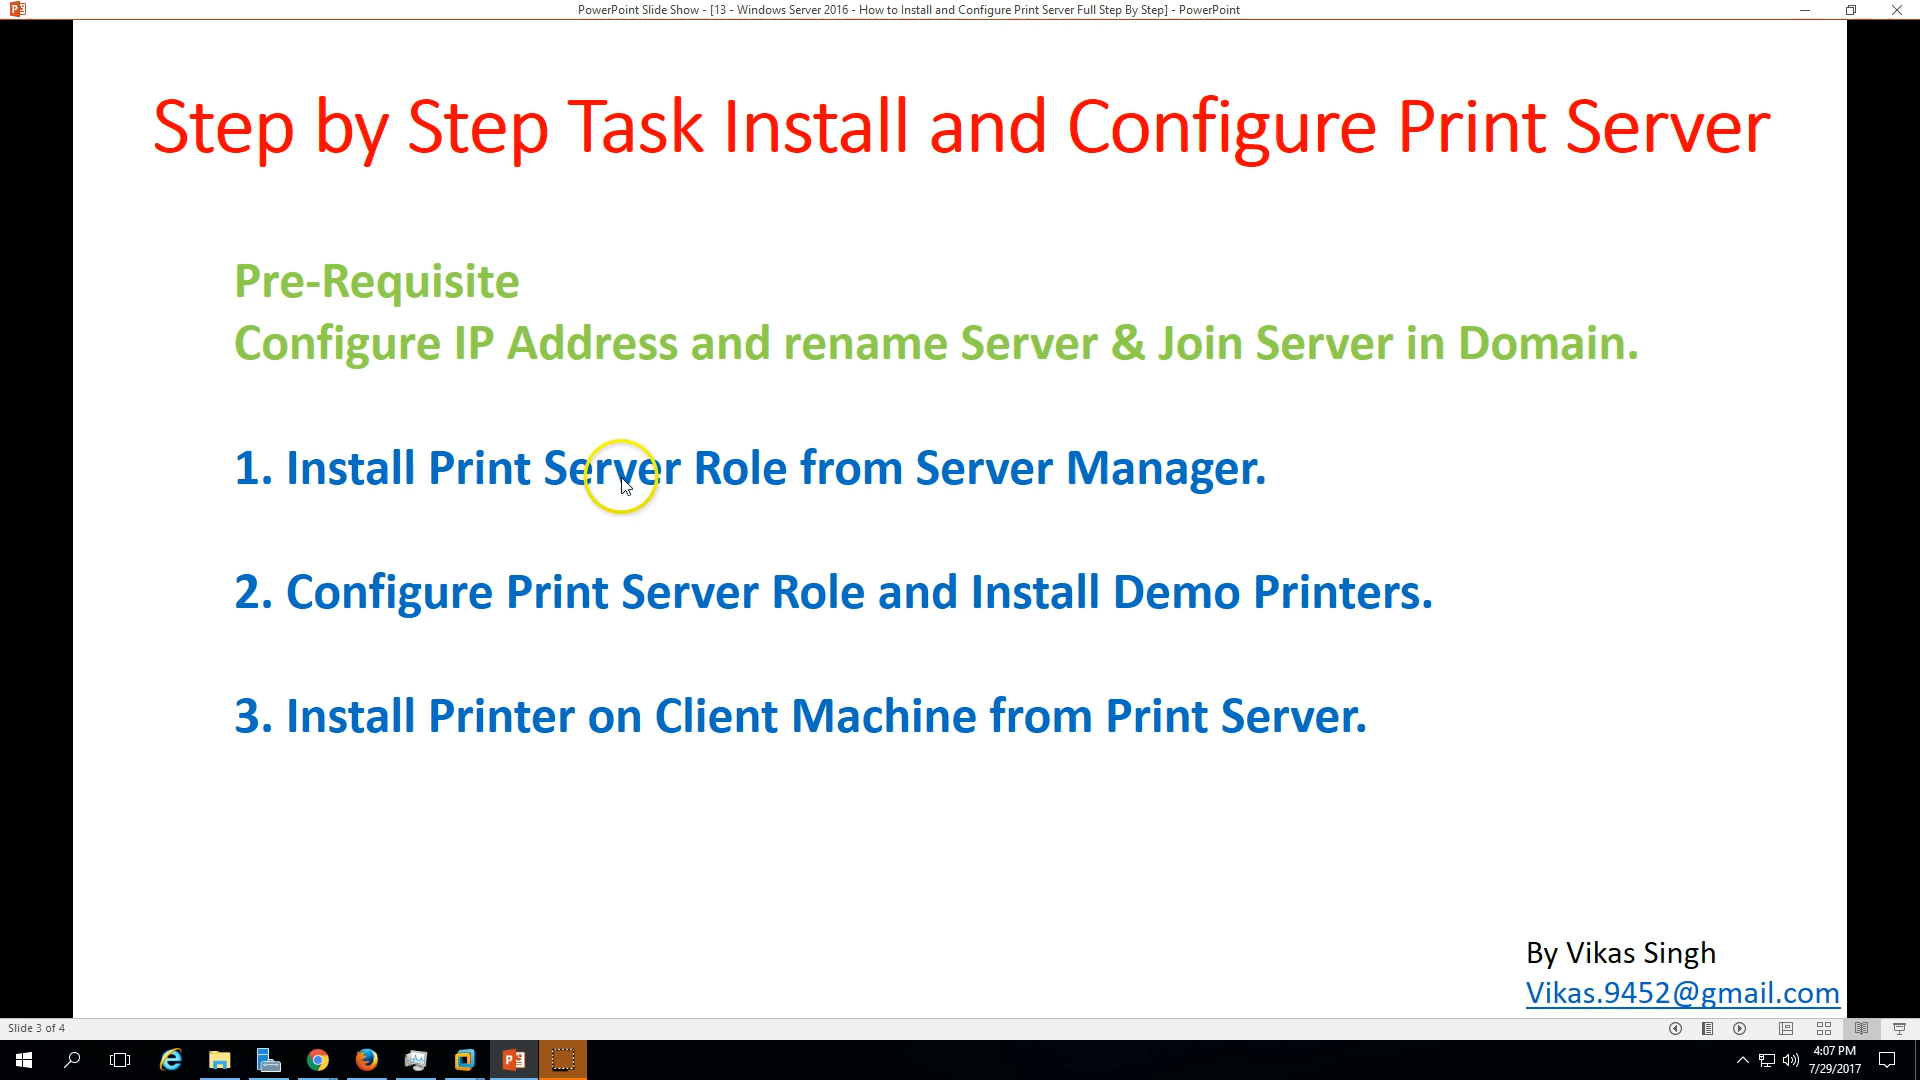 PowerPoint Slide Show - [13 - Windows Server 2016 - How to Install and Configure Print Server Full Step By Step] - PowerPoint
Step by Step Task Install and Configure Print Server
Pre-Requisite
Configure IP Address and rename Server & Join Server in Domain.
1. Install Print Server Role from Server Manager.
2. Configure Print Server Role and Install Demo Printers.
3. Install Printer on Client Machine from Print Server.
By Vikas Singh
Vikas.9452@gmail.com
Slide 3 of 4
4:07 PM
7/29/2017